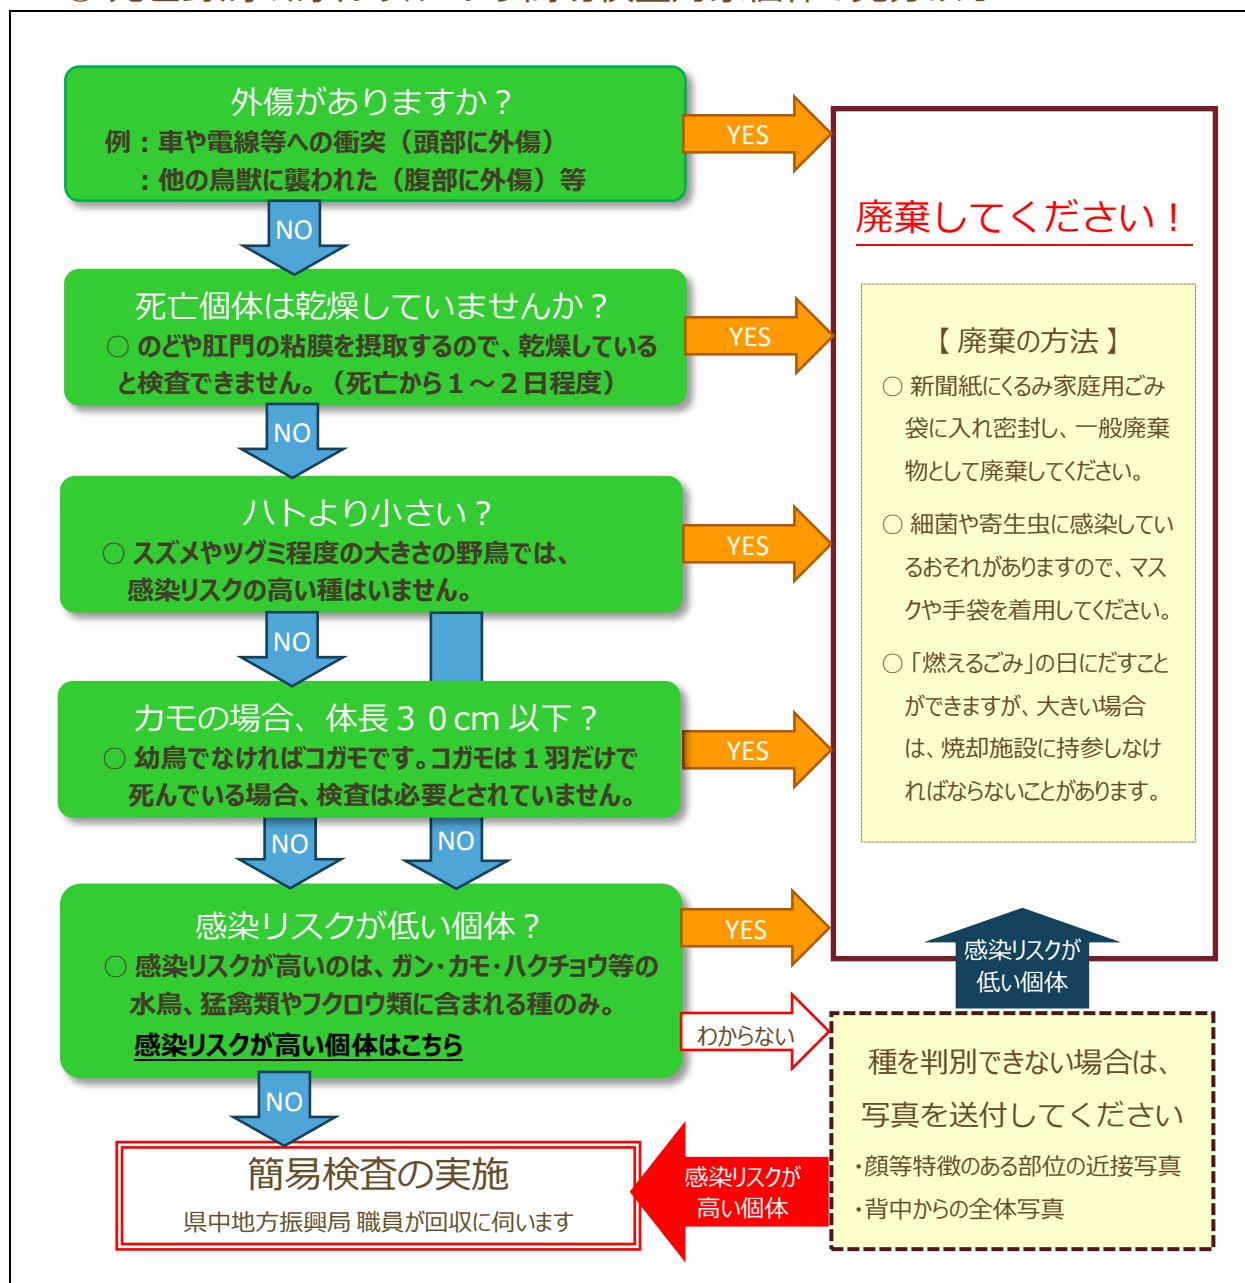 外傷がありますか？
例：車や電線等への衝突（頭部に外傷）
：他の鳥獣に襲われた（腹部に外傷）等
YES
NO
死亡個体は乾燥していませんか？
○ のどや肛門の粘膜を摂取するので、乾燥している
と検査できません。（死亡から１～２日程度）
YES
NO
ハトより小さい？
○ スズメやツグミ程度の大きさの野鳥では、
感染リスクの高い種はいません。
YES
NO
カモの場合、体長３０cm 以下？
○ 幼鳥でなければコガモです。コガモは１羽だけで
死んでいる場合、検査は必要とされていません。
YES
NO
NO
感染リスクが低い個体？
○ 感染リスクが高いのは、ガン・カモ・ハクチョウ等の
水鳥、猛禽類やフクロウ類に含まれる種のみ。
感染リスクが高い個体はこちら
YES
わからない
NO
簡易検査の実施
県中地方振興局 職員が回収に伺います
廃棄してください！
【 廃棄の方法 】
○ 新聞紙にくるみ家庭用ごみ
袋に入れ密封し、一般廃棄
物として廃棄してください。
○ 細菌や寄生虫に感染してい
るおそれがありますので、マス
クや手袋を着用してください。
○ 「燃えるごみ」の日にだすこと
ができますが、大きい場合
は、焼却施設に持参しなけ
ればならないことがあります。
感染リスクが
低い個体
種を判別できない場合は、
写真を送付してください
・顔等特徴のある部位の近接写真
・背中からの全体写真
感染リスクが
高い個体